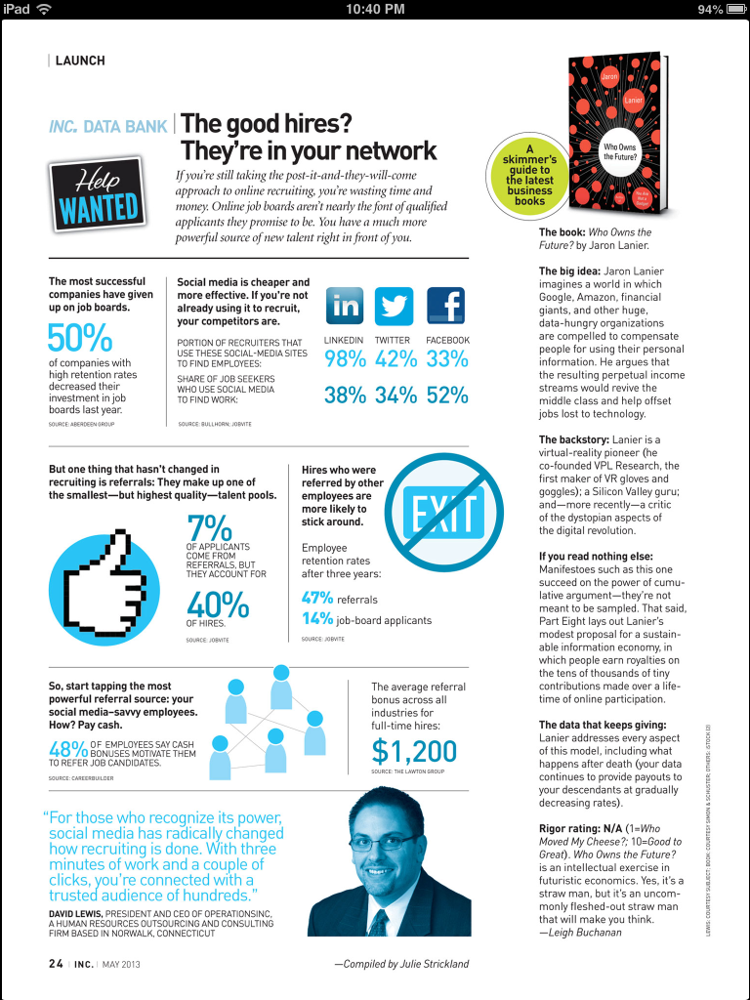 iPad
10:40 PM
94%
LAUNCH
INC. DATA BANK
The good hires?
They're in your network
Help
WANTED
If you're still taking the post-it-and-they-will-come
approach to online recruiting, you're wasting time and
money. Online job boards aren't nearly the font of qualified
applicants they promise to be. You have a much more
powerful source of new talent right in front of you.
The most successful
companies have given
up on job boards.
50%
of companies with
high retention rates
decreased their
investment in job
boards last year.
SOURCE: ABERDEEN GROUP
Social media is cheaper and
more effective. If you're not
already using it to recruit,
your competitors are.
in
f
LINKEDIN TWITTER FACEBOOK
PORTION OF RECRUITERS THAT
USE THESE SOCIAL-MEDIA SITES
TO FIND EMPLOYEES:
98% 42% 33%
SHARE OF JOB SEEKERS
WHO USE SOCIAL MEDIA
TO FIND WORK:
38% 34% 52%
SOURCE: BULLHORN; JOBVITE
But one thing that hasn't changed in
recruiting is referrals: They make up one of
the smallest—but highest quality—talent pools.
7%
OF APPLICANTS
COME FROM
REFERRALS, BUT
THEY ACCOUNT FOR
40%
OF HIRES.
SOURCE: JOBVITE
Hires who were
referred by other
employees are
more likely to
stick around.
EXIT
Employee
retention rates
after three years:
47% referrals
14% job-board applicants
SOURCE: JOBVITE
So, start tapping the most
powerful referral source: your
social media–savvy employees.
How? Pay cash.
48% OF EMPLOYEES SAY CASH
BONUSES MOTIVATE THEM
TO REFER JOB CANDIDATES.
SOURCE: CAREERBUILDER
The average referral
bonus across all
industries for
full-time hires:
$1,200
SOURCE: THE LAWTON GROUP
"For those who recognize its power,
social media has radically changed
how recruiting is done. With three
minutes of work and a couple of
clicks, you're connected with a
trusted audience of hundreds."
DAVID LEWIS, PRESIDENT AND CEO OF OPERATIONSINC,
A HUMAN RESOURCES OUTSOURCING AND CONSULTING
FIRM BASED IN NORWALK, CONNECTICUT
24 | INC. | MAY 2013
—Compiled by Julie Strickland
Jaron
Lanier
Who Owns
the Future?
A
skimmer's
guide to
the latest
business
books
The book: Who Owns the
Future? by Jaron Lanier.
The big idea: Jaron Lanier
imagines a world in which
Google, Amazon, financial
giants, and other huge,
data-hungry organizations
are compelled to compensate
people for using their personal
information. He argues that
the resulting perpetual income
streams would revive the
middle class and help offset
jobs lost to technology.
The backstory: Lanier is a
virtual-reality pioneer (he
co-founded VPL Research, the
first maker of VR gloves and
goggles); a Silicon Valley guru;
and—more recently—a critic
of the dystopian aspects of
the digital revolution.
If you read nothing else:
Manifestoes such as this one
succeed on the power of cumu-
lative argument—they're not
meant to be sampled. That said,
Part Eight lays out Lanier's
modest proposal for a sustain-
able information economy, in
which people earn royalties on
the tens of thousands of tiny
contributions made over a life-
time of online participation.
The data that keeps giving:
Lanier addresses every aspect
of this model, including what
happens after death (your data
continues to provide payouts to
your descendants at gradually
decreasing rates).
Rigor rating: N/A (1=Who
Moved My Cheese?; 10=Good to
Great). Who Owns the Future?
is an intellectual exercise in
futuristic economics. Yes, it's a
straw man, but it's an uncom-
monly fleshed-out straw man
that will make you think.
—Leigh Buchanan
LEWIS: COURTESY SUBJECT; BOOK: COURTESY SIMON & SCHUSTER; OTHERS: ISTOCK (2)